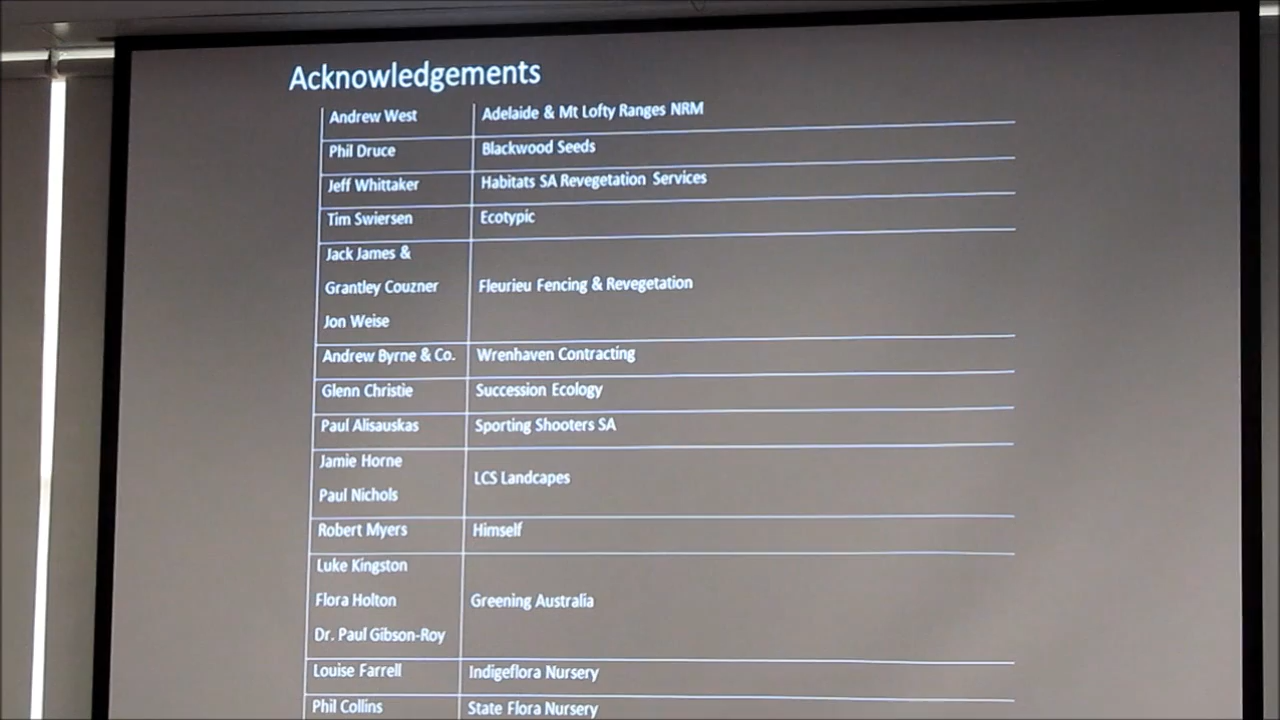 Acknowledgements
Andrew West Adelaide & Mt Lofty Ranges NRM
Phil Druce Blackwood Seeds
Jeff Whittaker Habitats SA Revegetation Services
Tim Swiersen Ecotypic
Jack James &
Grantley Couzner Fleurieu Fencing & Revegetation
Jon Weise
Andrew Byrne & Co. Wrenhaven Contracting
Glenn Christie Succession Ecology
Paul Alisauskas Sporting Shooters SA
Jamie Horne
LCS Landscapes
Paul Nichols
Robert Myers Himself
Luke Kingston
Flora Holton Greening Australia
Dr. Paul Gibson-Roy
Louise Farrell Indigeflora Nursery
Phil Collins State Flora Nursery